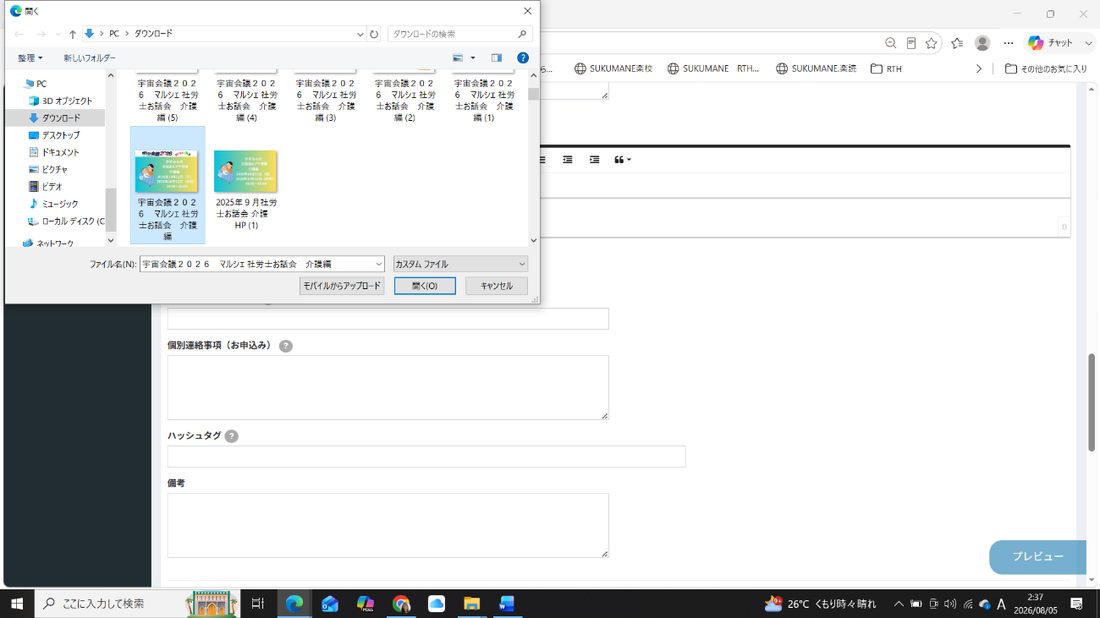 開く
PC > ダウンロード
ダウンロードの検索
整理
新しいフォルダー
PC
3D オブジェクト
ダウンロード
デスクトップ
ドキュメント
ピクチャ
ビデオ
ミュージック
ローカル ディスク (C
ネットワーク
宇宙会議２０２６　マルシェ 社労士お話会　介護編 (5)
宇宙会議２０２６　マルシェ 社労士お話会　介護編 (4)
宇宙会議２０２６　マルシェ 社労士お話会　介護編 (3)
宇宙会議２０２６　マルシェ 社労士お話会　介護編 (2)
宇宙会議２０２６　マルシェ 社労士お話会　介護編 (1)
宇宙会議２０２６　マルシェ 社労士お話会　介護編
2025年９月社労士お話会 介護 HP (1)
ファイル名(N):
宇宙会議２０２６　マルシェ 社労士お話会　介護編
カスタム ファイル
モバイルからアップロード
開く(O)
キャンセル
チャット
SUKUMANE楽校
SUKUMANE　RTH...
SUKUMANE.楽読
RTH
その他のお気に入り
0
個別連絡事項（お申込み）
?
ハッシュタグ
?
備考
プレビュー
ここに入力して検索
26°C くもり時々晴れ
A
2:37
2026/08/05